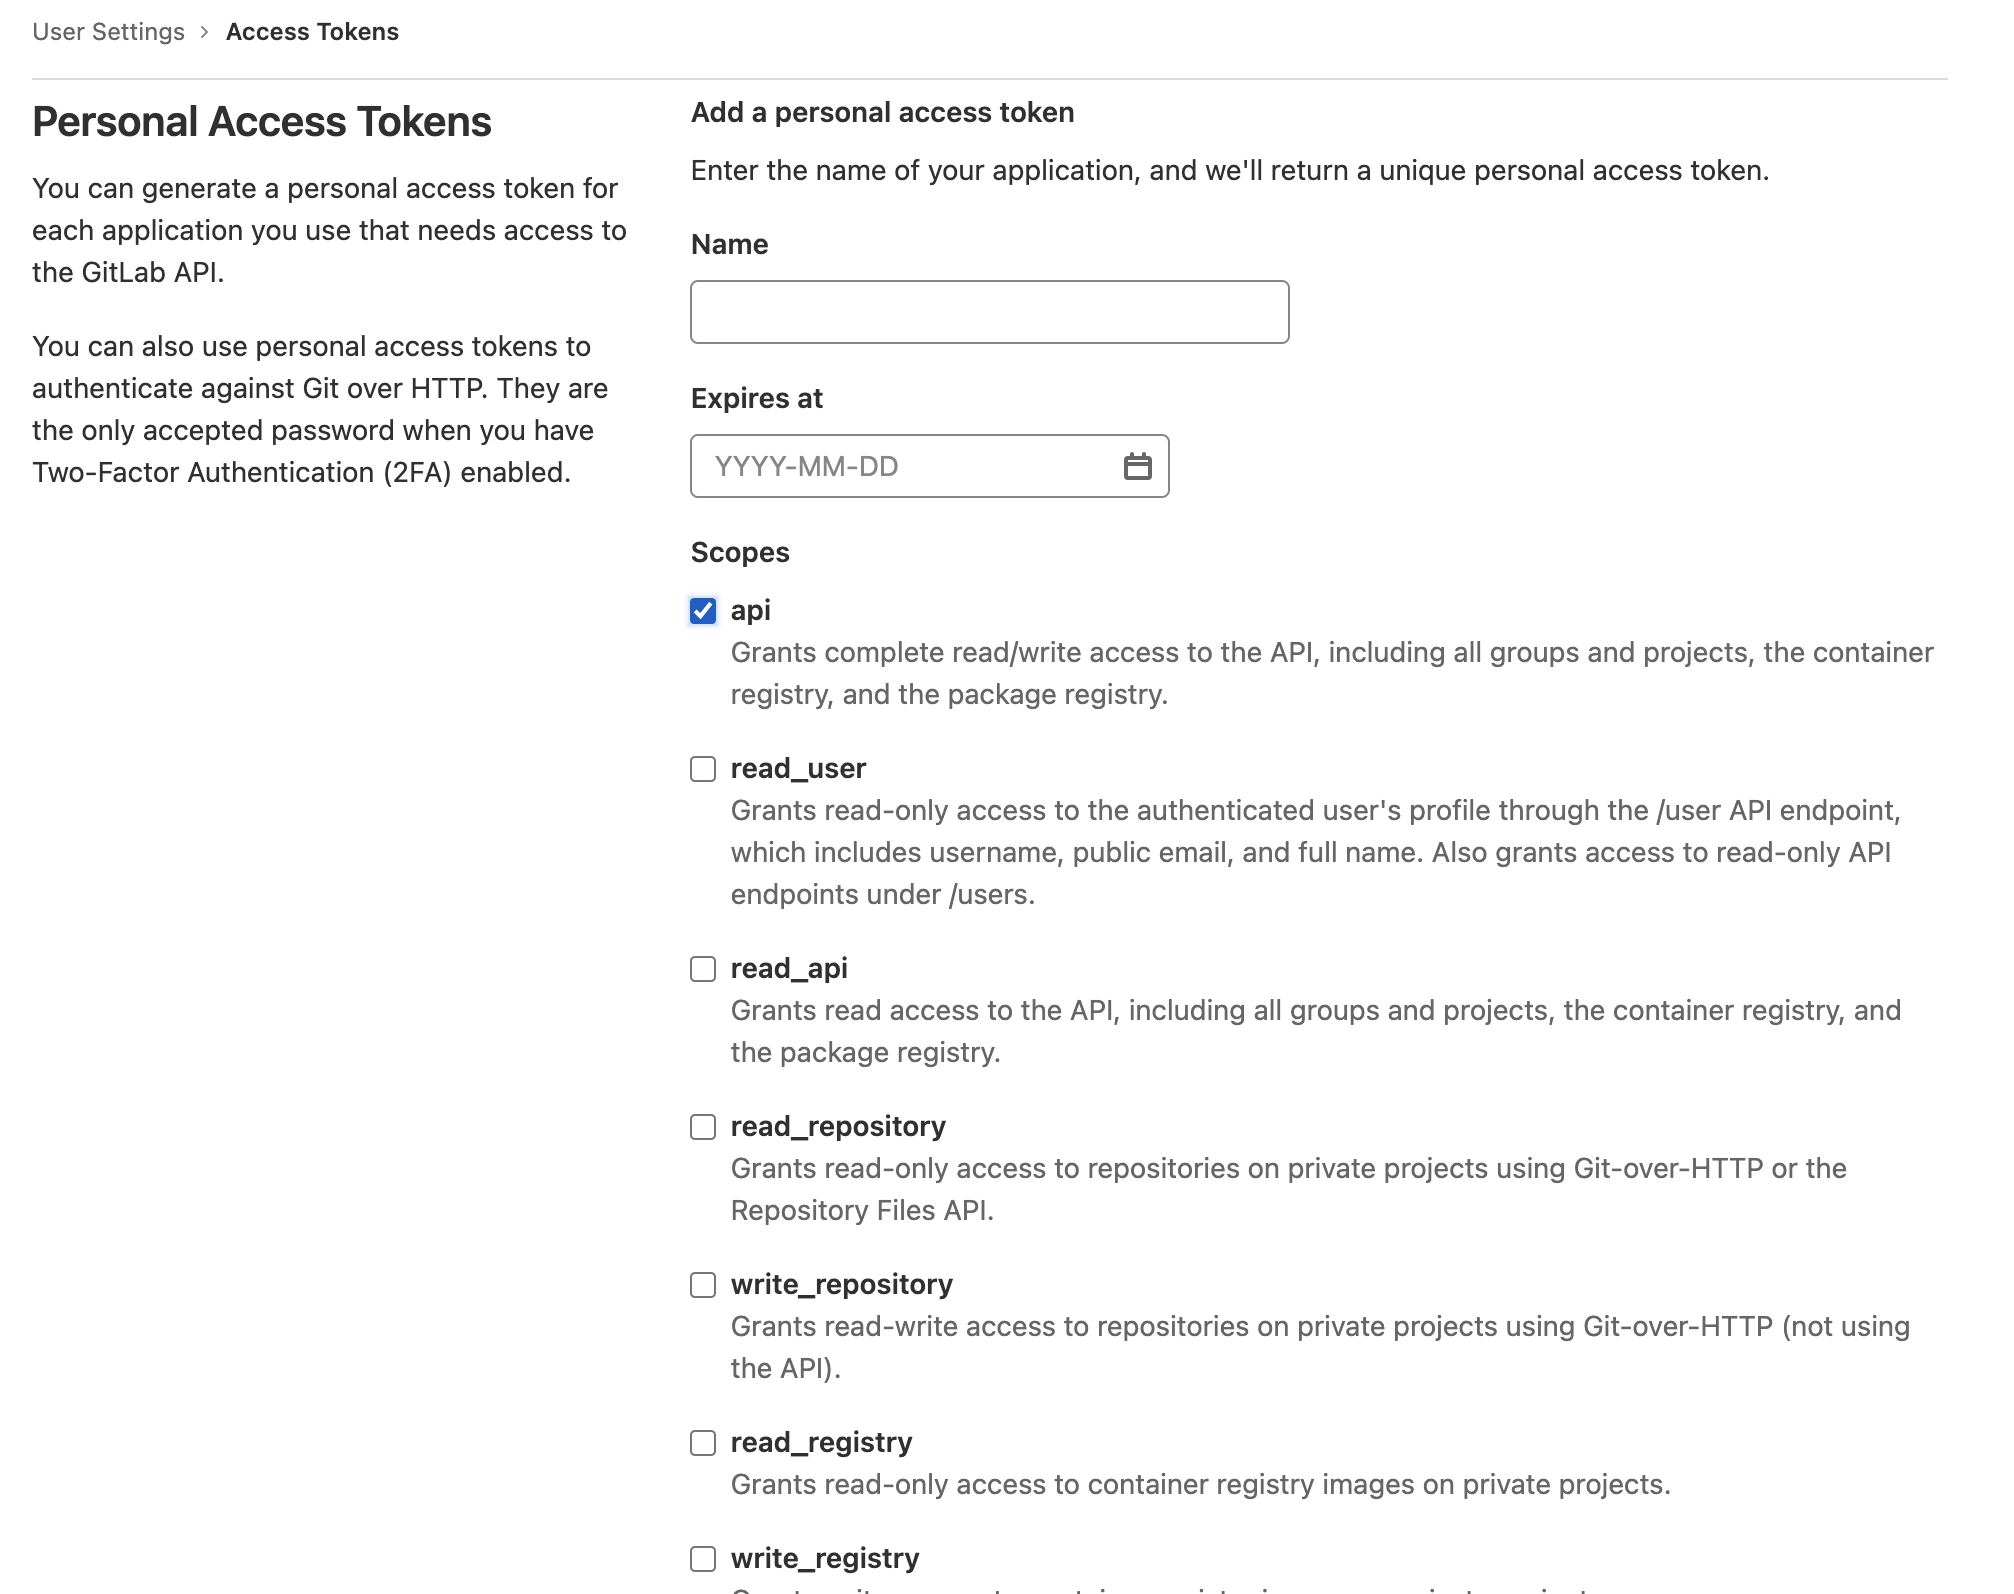 User Settings > Access Tokens
Personal Access Tokens
You can generate a personal access token for
each application you use that needs access to
the GitLab API.
You can also use personal access tokens to
authenticate against Git over HTTP. They are
the only accepted password when you have
Two-Factor Authentication (2FA) enabled.
Add a personal access token
Enter the name of your application, and we'll return a unique personal access token.
Name
Expires at
YYYY-MM-DD
Scopes
api
Grants complete read/write access to the API, including all groups and projects, the container
registry, and the package registry.
read_user
Grants read-only access to the authenticated user's profile through the /user API endpoint,
which includes username, public email, and full name. Also grants access to read-only API
endpoints under /users.
read_api
Grants read access to the API, including all groups and projects, the container registry, and
the package registry.
read_repository
Grants read-only access to repositories on private projects using Git-over-HTTP or the
Repository Files API.
write_repository
Grants read-write access to repositories on private projects using Git-over-HTTP (not using
the API).
read_registry
Grants read-only access to container registry images on private projects.
write_registry